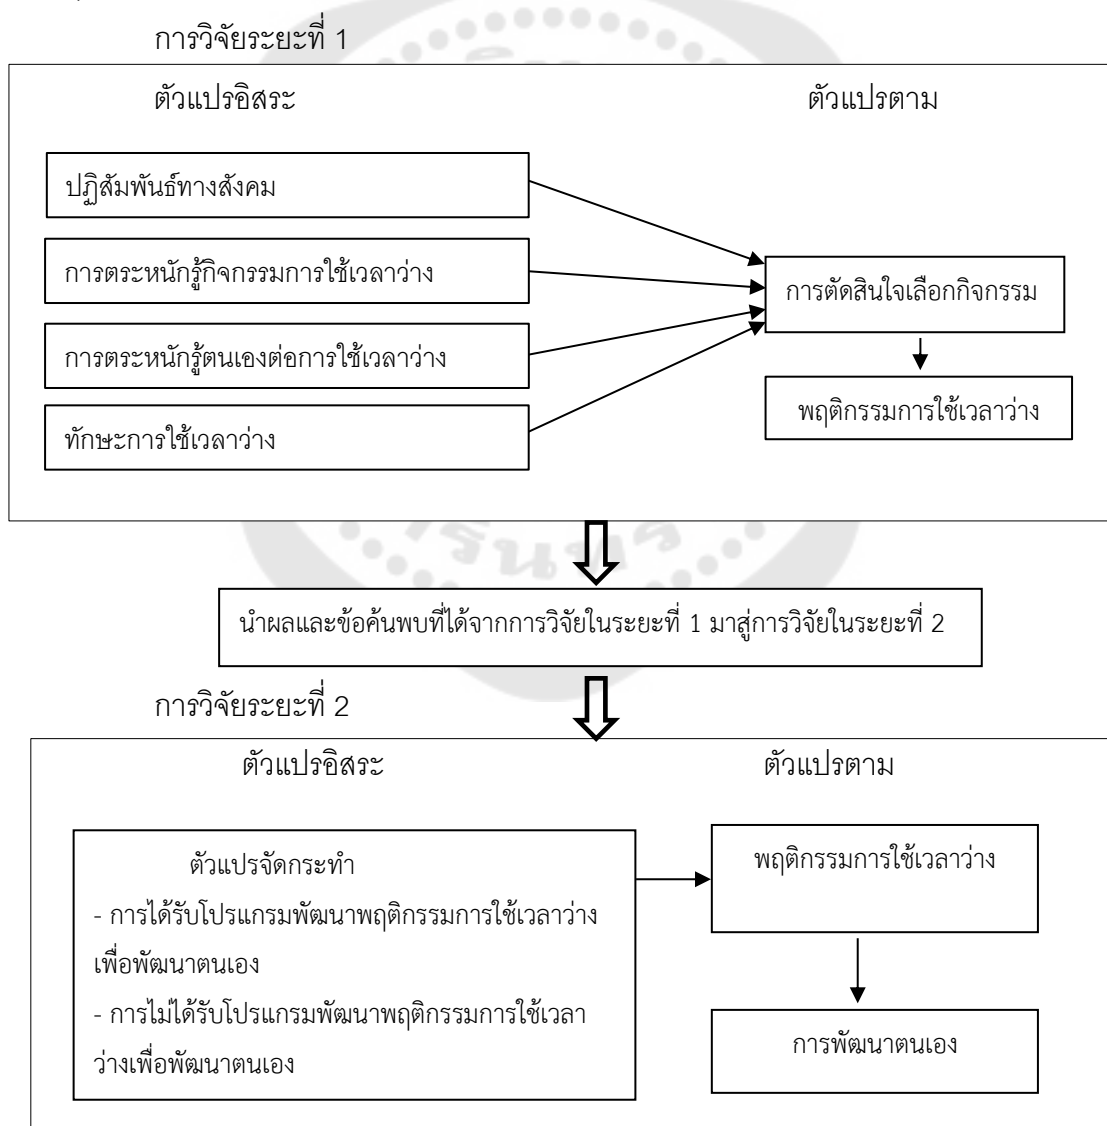 การวิจัยระยะที่ 1
ตัวแปรอิสระ
ตัวแปรตาม
ปฏิสัมพันธ์ทางสังคม
การตระหนักรู้กิจกรรมการใช้เวลาว่าง
การตระหนักรู้ตนเองต่อการใช้เวลาว่าง
ทักษะการใช้เวลาว่าง
การตัดสินใจเลือกกิจกรรม
พฤติกรรมการใช้เวลาว่าง
นำผลและข้อค้นพบที่ได้จากการวิจัยในระยะที่ 1 มาสู่การวิจัยในระยะที่ 2
การวิจัยระยะที่ 2
ตัวแปรอิสระ
ตัวแปรตาม
ตัวแปรจัดกระทำ
- การได้รับโปรแกรมพัฒนาพฤติกรรมการใช้เวลาว่าง
เพื่อพัฒนาตนเอง
- การไม่ได้รับโปรแกรมพัฒนาพฤติกรรมการใช้เวลา
ว่างเพื่อพัฒนาตนเอง
พฤติกรรมการใช้เวลาว่าง
การพัฒนาตนเอง